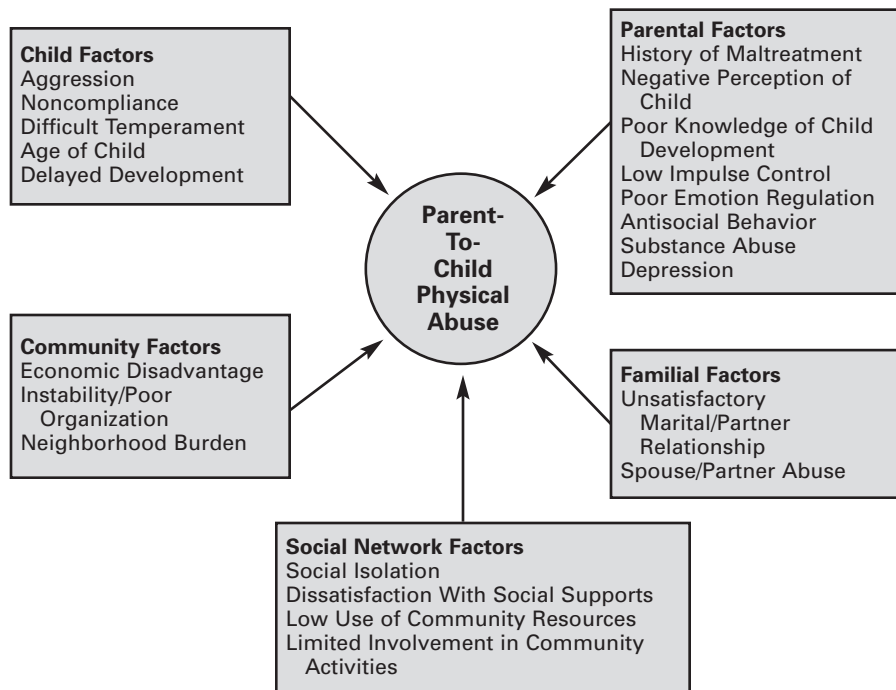 Child Factors
Aggression
Noncompliance
Difficult Temperament
Age of Child
Delayed Development
Parental Factors
History of Maltreatment
Negative Perception of
Child
Poor Knowledge of Child
Development
Low Impulse Control
Poor Emotion Regulation
Antisocial Behavior
Substance Abuse
Depression
Parent-
To-
Child
Physical
Abuse
Community Factors
Economic Disadvantage
Instability/Poor
Organization
Neighborhood Burden
Familial Factors
Unsatisfactory
Marital/Partner
Relationship
Spouse/Partner Abuse
Social Network Factors
Social Isolation
Dissatisfaction With Social Supports
Low Use of Community Resources
Limited Involvement in Community
Activities